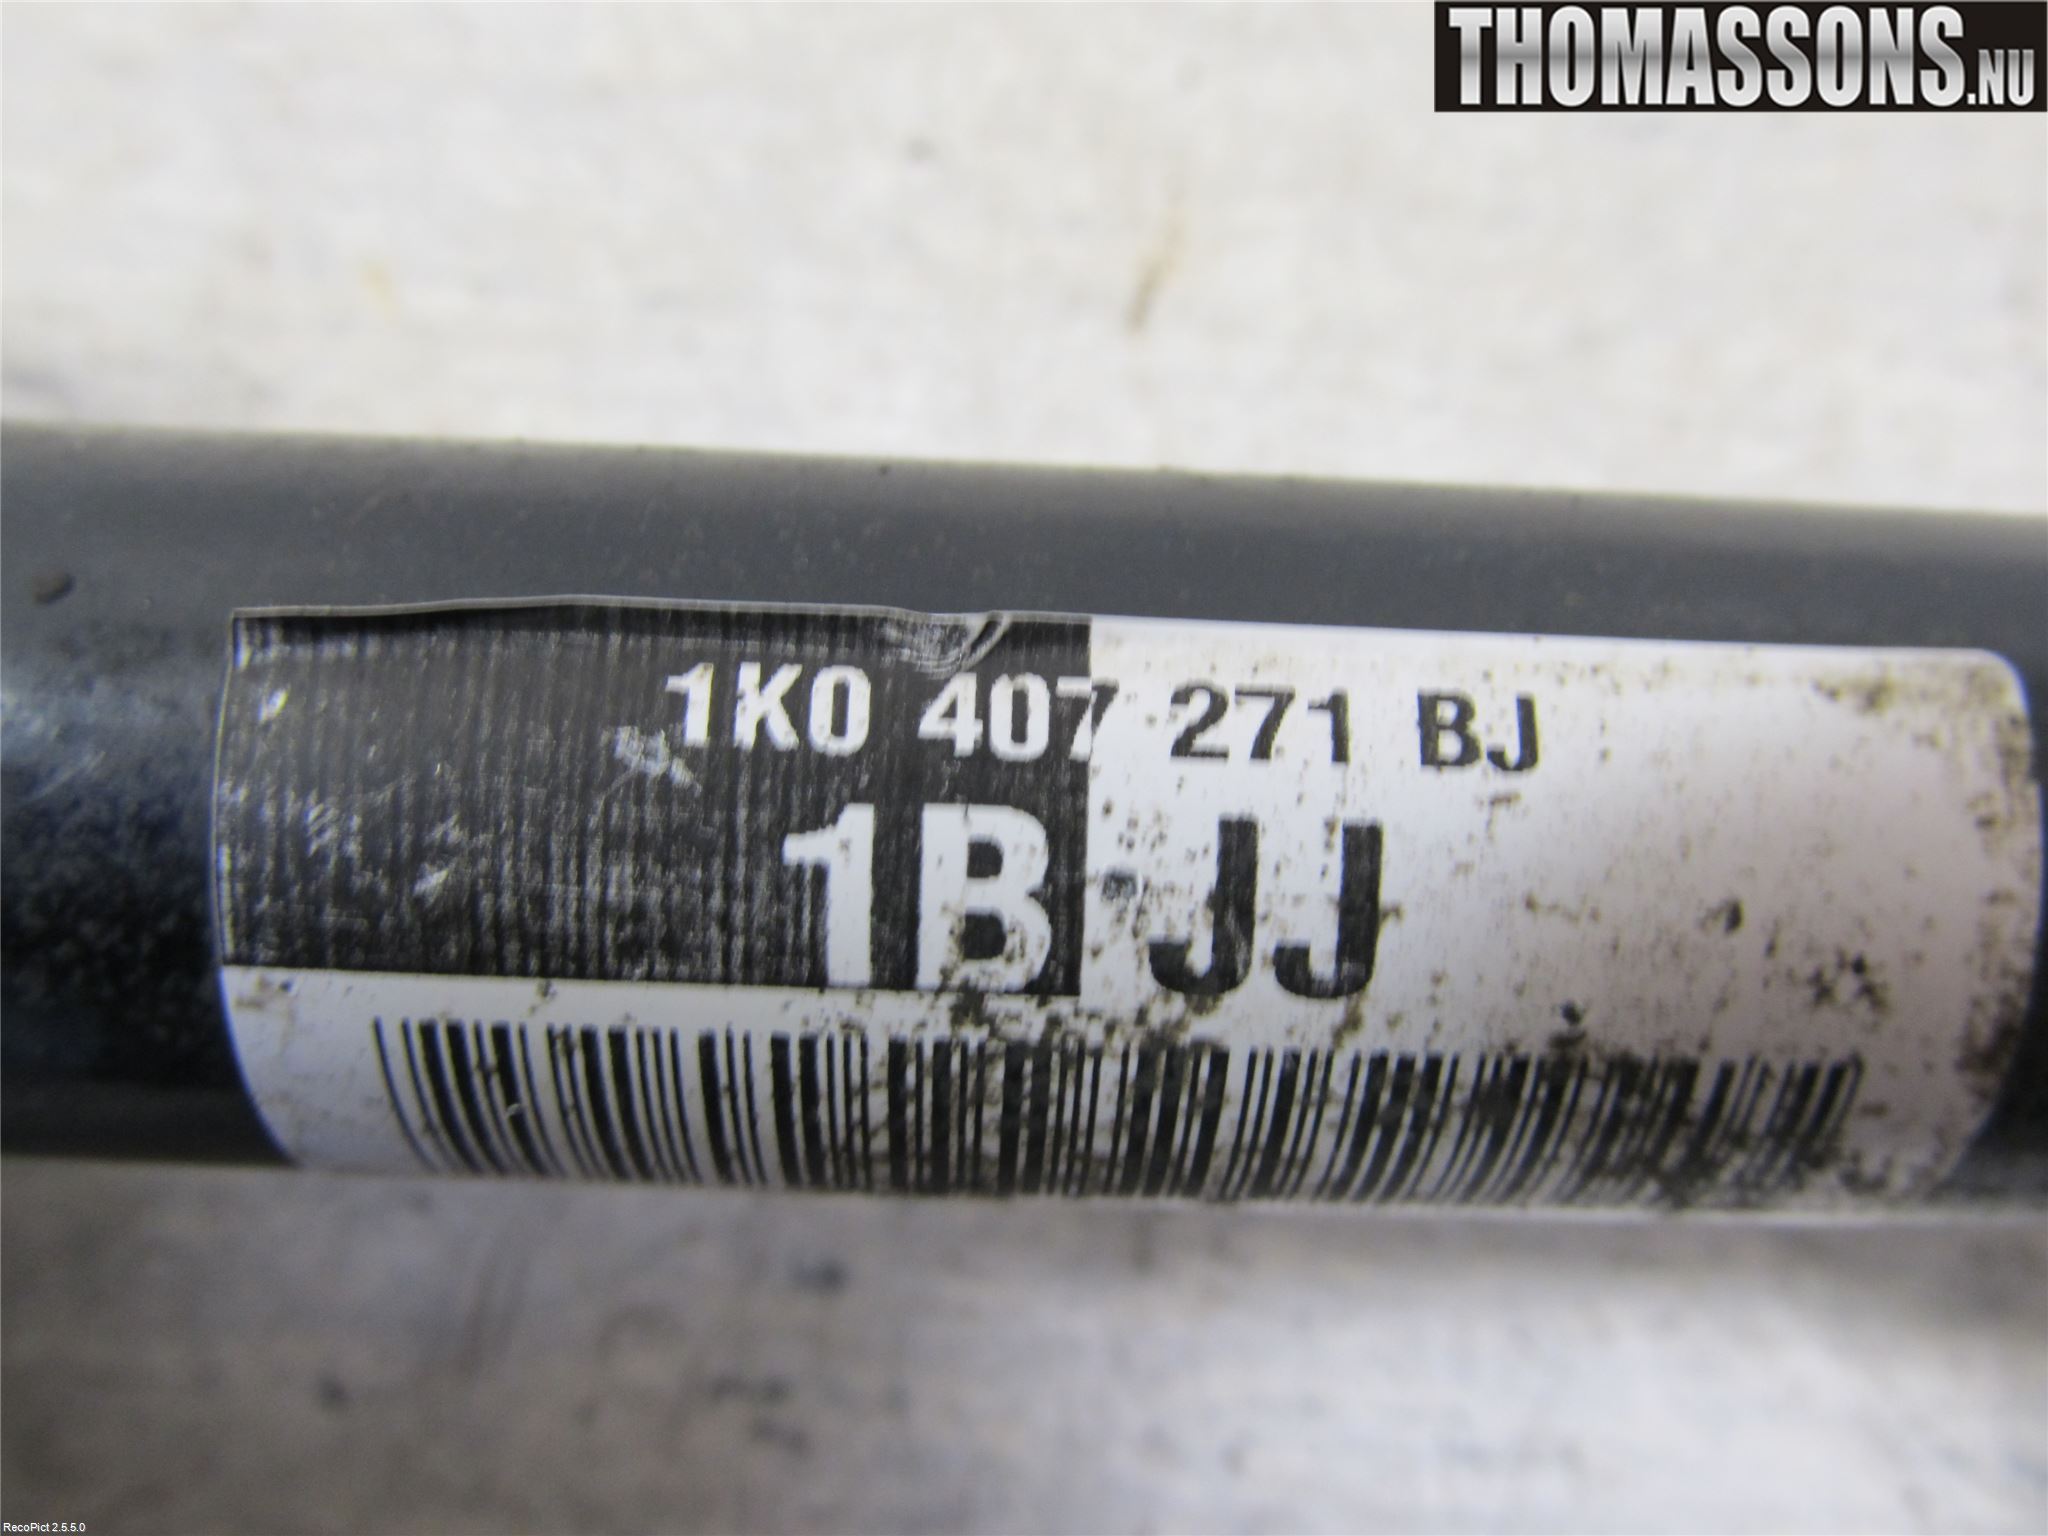 THOMASSONS.NU
1K0 407 271 BJ
1B JJ
RecoPict 2.5.5.0